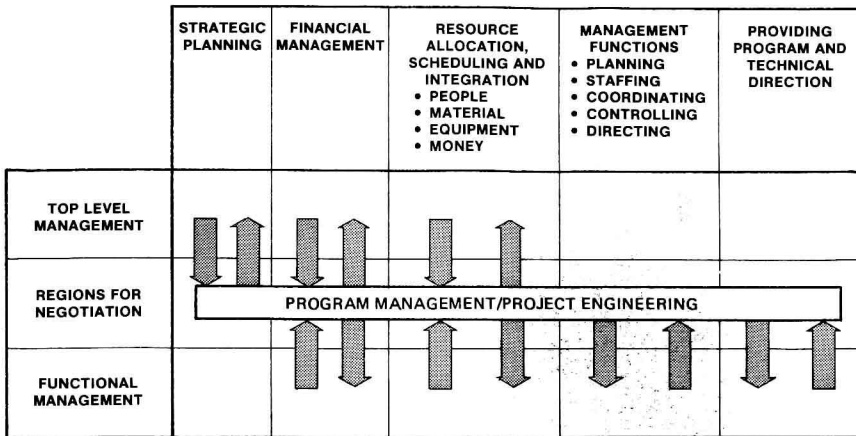 STRATEGIC
PLANNING
FINANCIAL
MANAGEMENT
RESOURCE
ALLOCATION,
SCHEDULING AND
INTEGRATION
• PEOPLE
• MATERIAL
• EQUIPMENT
• MONEY
MANAGEMENT
FUNCTIONS
• PLANNING
• STAFFING
• COORDINATING
• CONTROLLING
• DIRECTING
PROVIDING
PROGRAM AND
TECHNICAL
DIRECTION
TOP LEVEL
MANAGEMENT
REGIONS FOR
NEGOTIATION
PROGRAM MANAGEMENT/PROJECT ENGINEERING
FUNCTIONAL
MANAGEMENT